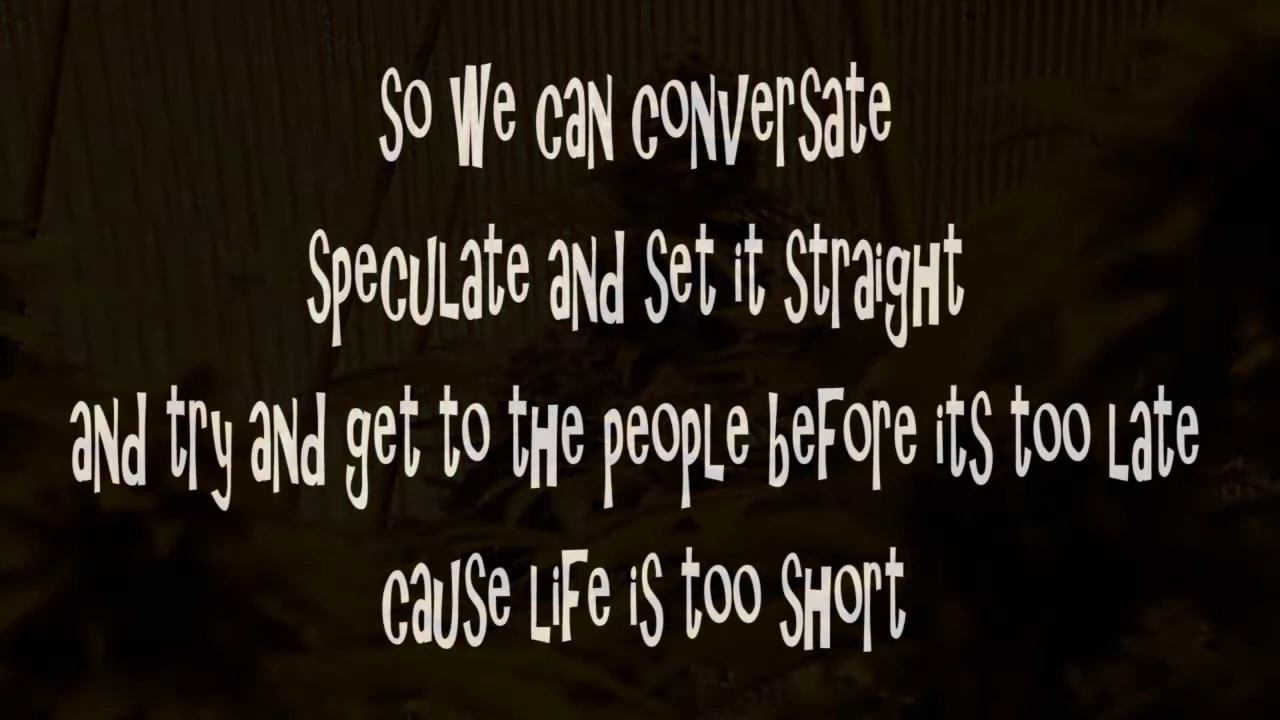 So We can conversate
Speculate and set it straight
and try and get to the people before its too late
cause life is too short